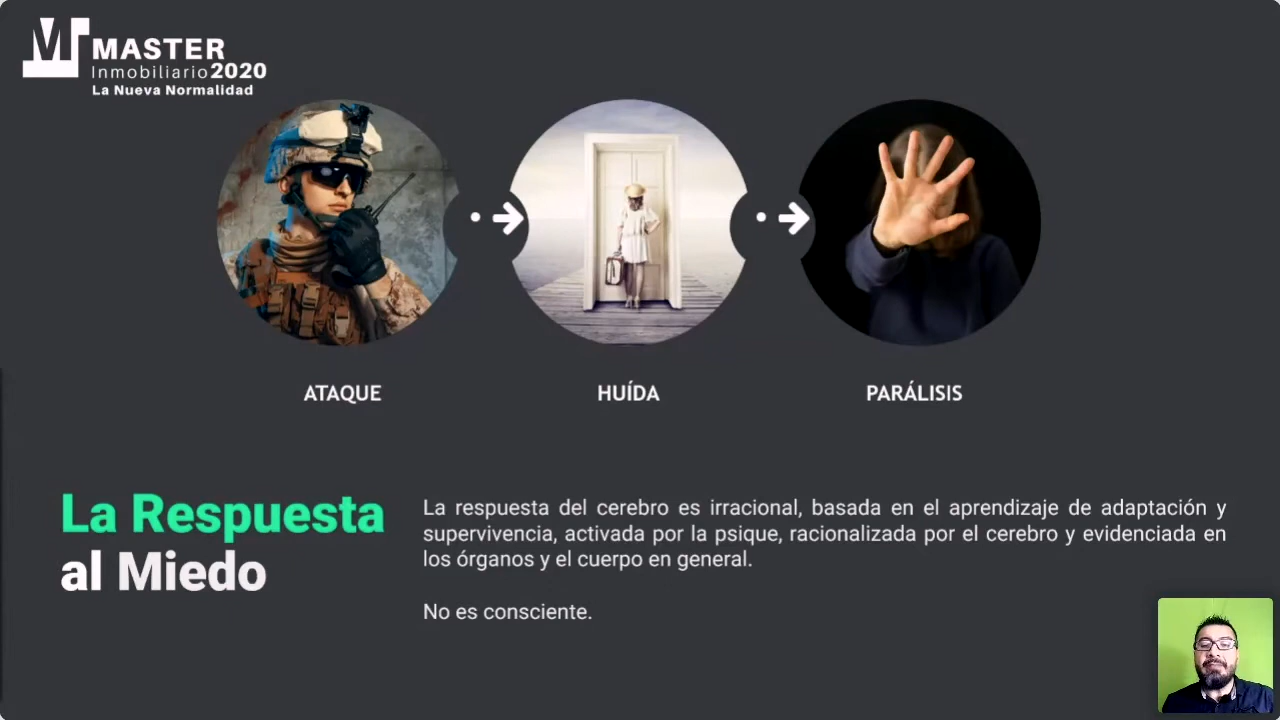 MASTER
Inmobiliario 2020
La Nueva Normalidad
ATAQUE
HUÍDA
PARÁLISIS
La Respuesta
al Miedo
La respuesta del cerebro es irracional, basada en el aprendizaje de adaptación y
supervivencia, activada por la psique, racionalizada por el cerebro y evidenciada en
los órganos y el cuerpo en general.
No es consciente.